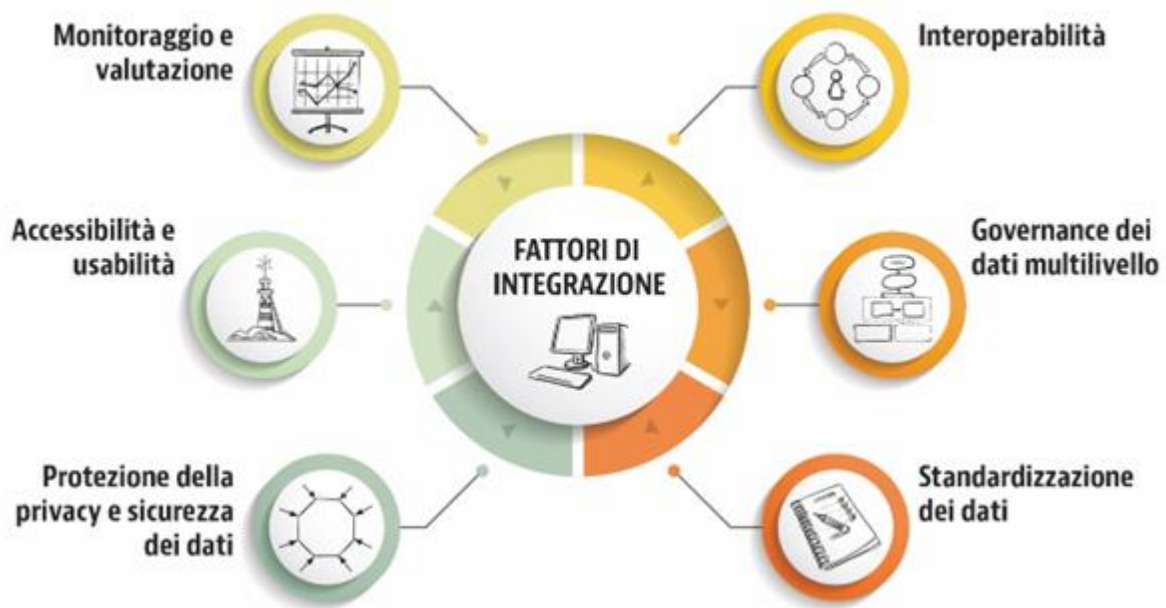 Monitoraggio e
valutazione
Interoperabilità
Accessibilità e
usabilità
FATTORI DI
INTEGRAZIONE
Governance dei
dati multilivello
Protezione della
privacy e sicurezza
dei dati
Standardizzazione
dei dati